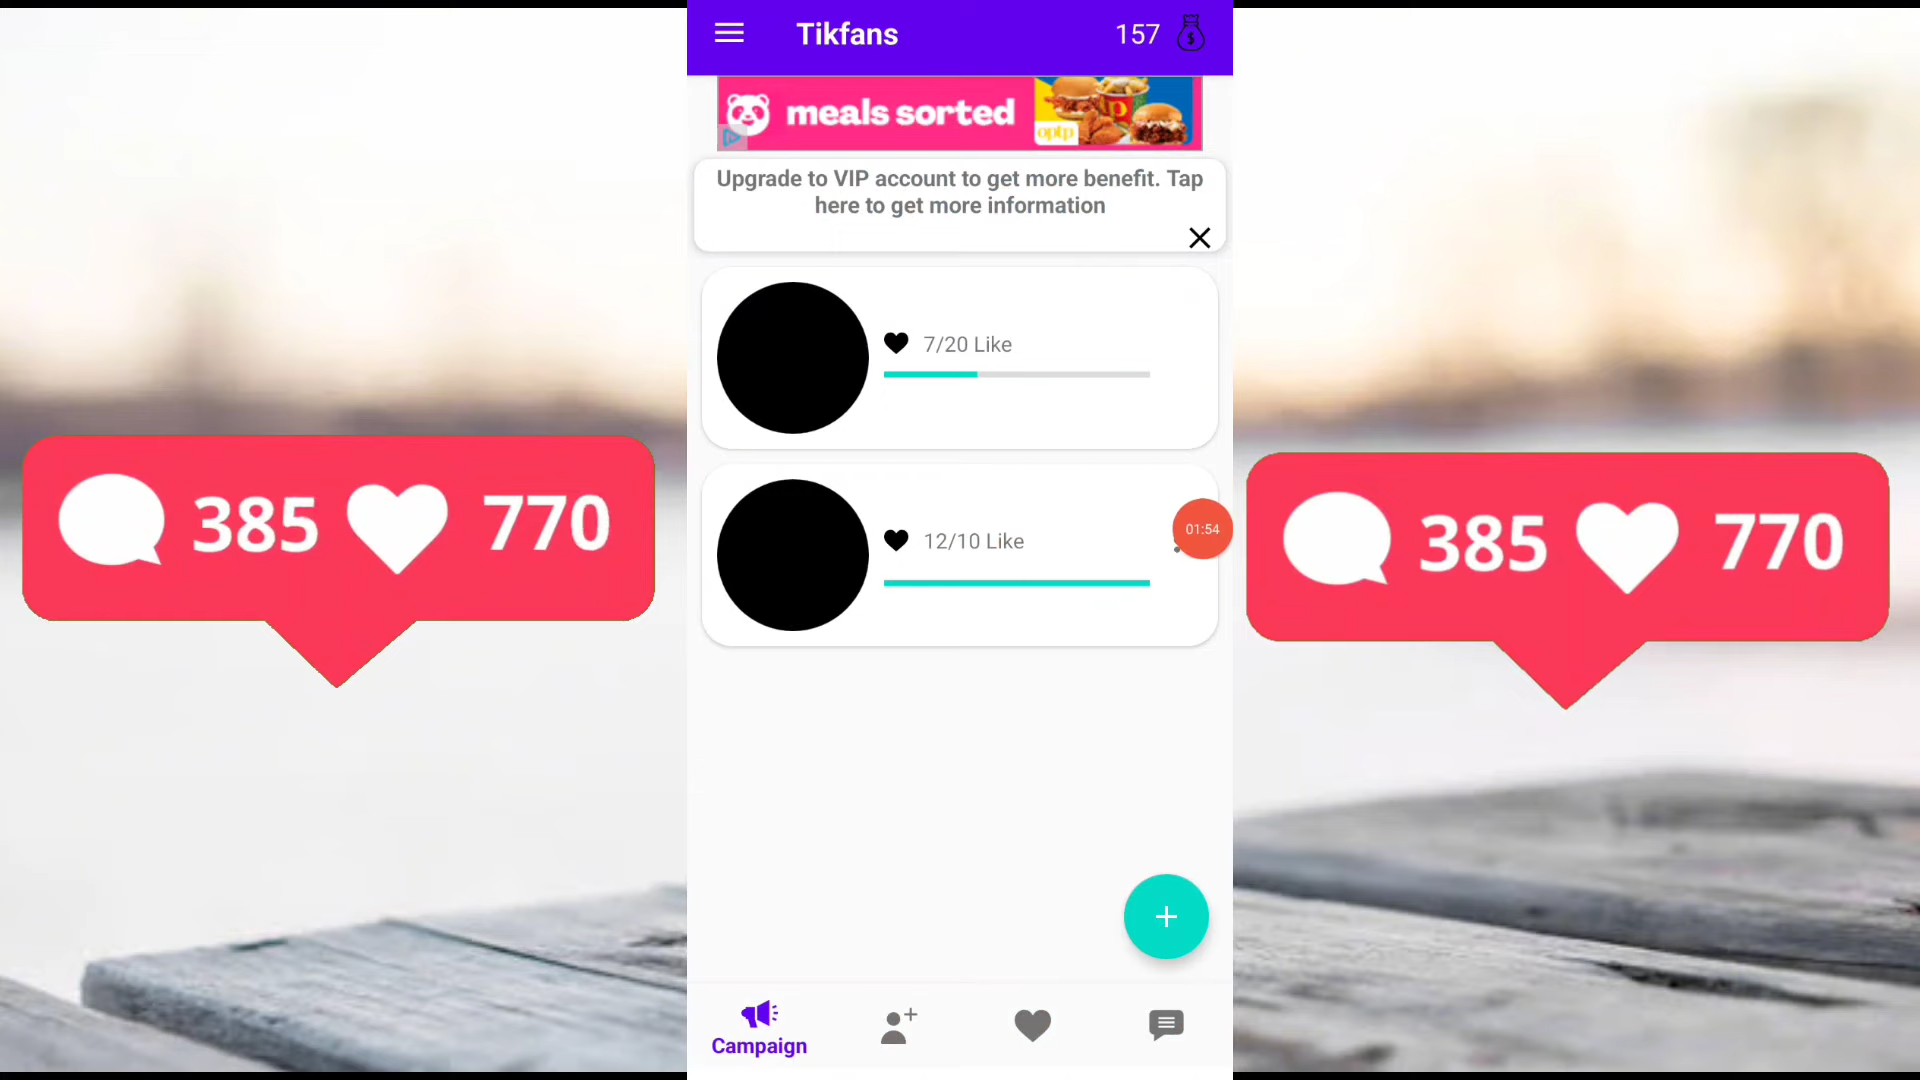 Tikfans
157
meals sorted
optp
Upgrade to VIP account to get more benefit. Tap
here to get more information
7/20 Like
12/10 Like
01:54
385 770
385 770
Campaign